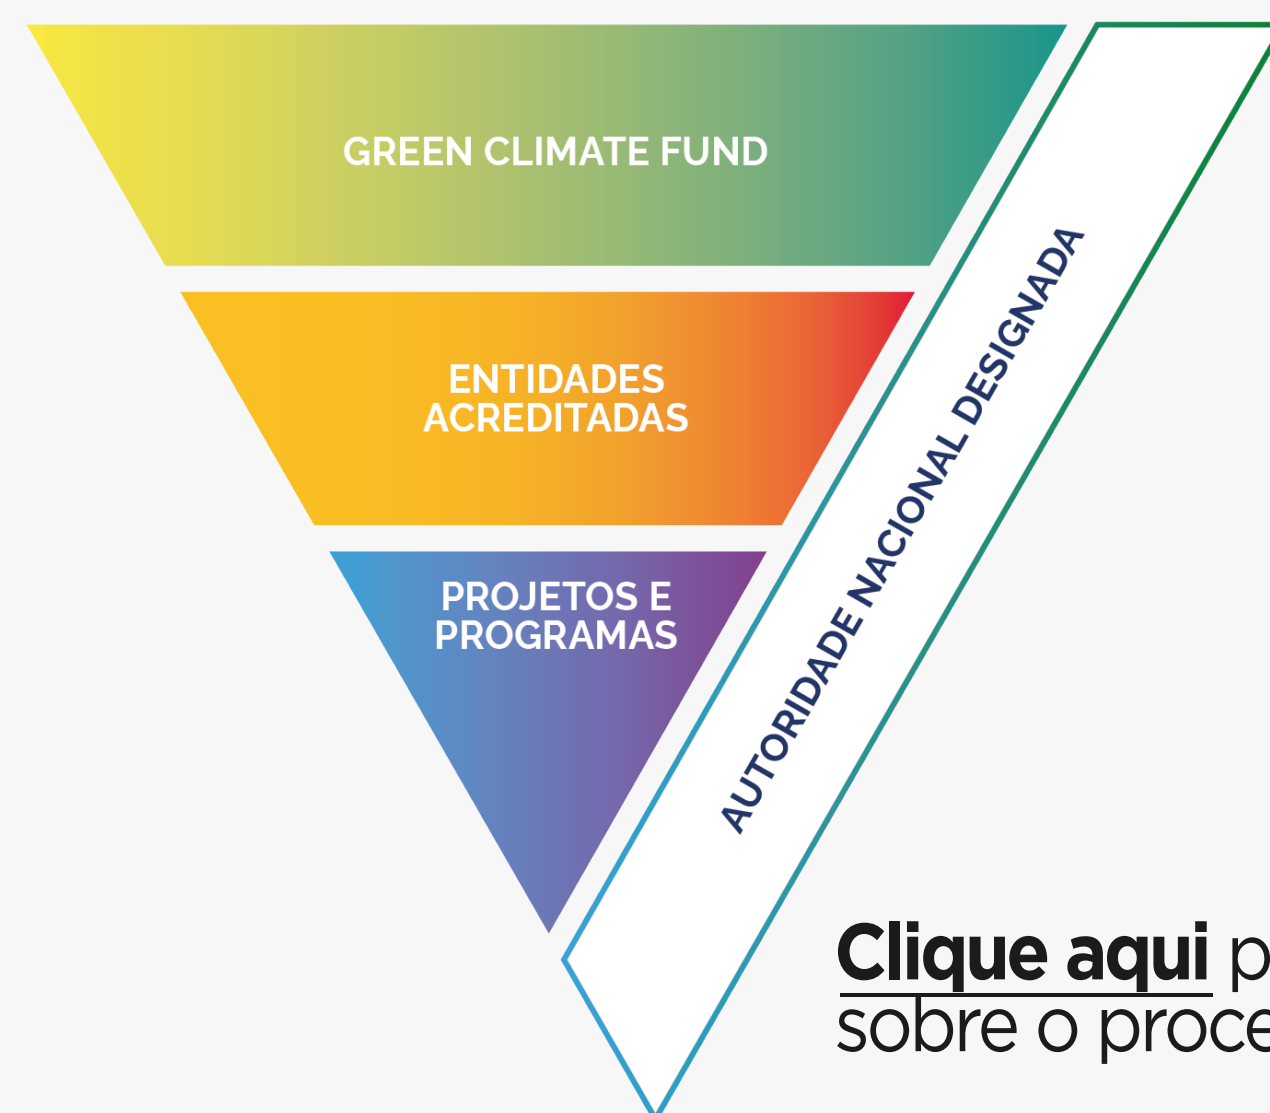 GREEN CLIMATE FUND
ENTIDADES
ACREDITADAS
PROJETOS E
PROGRAMAS
AUTORIDADE NACIONAL DESIGNADA
Clique aqui
sobre o